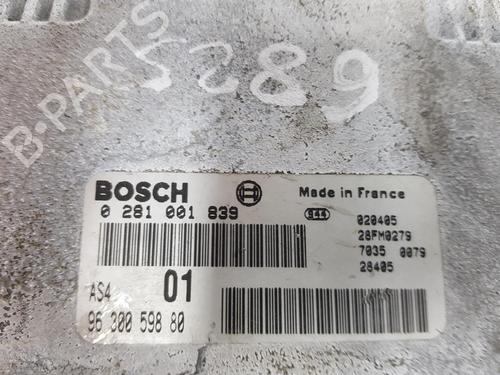 B-PARTS
5289
BOSCH
Made in France
0 281 001 839
844
020405
28FM0279
7035 0079
28405
AS4
01
96 300 598 80